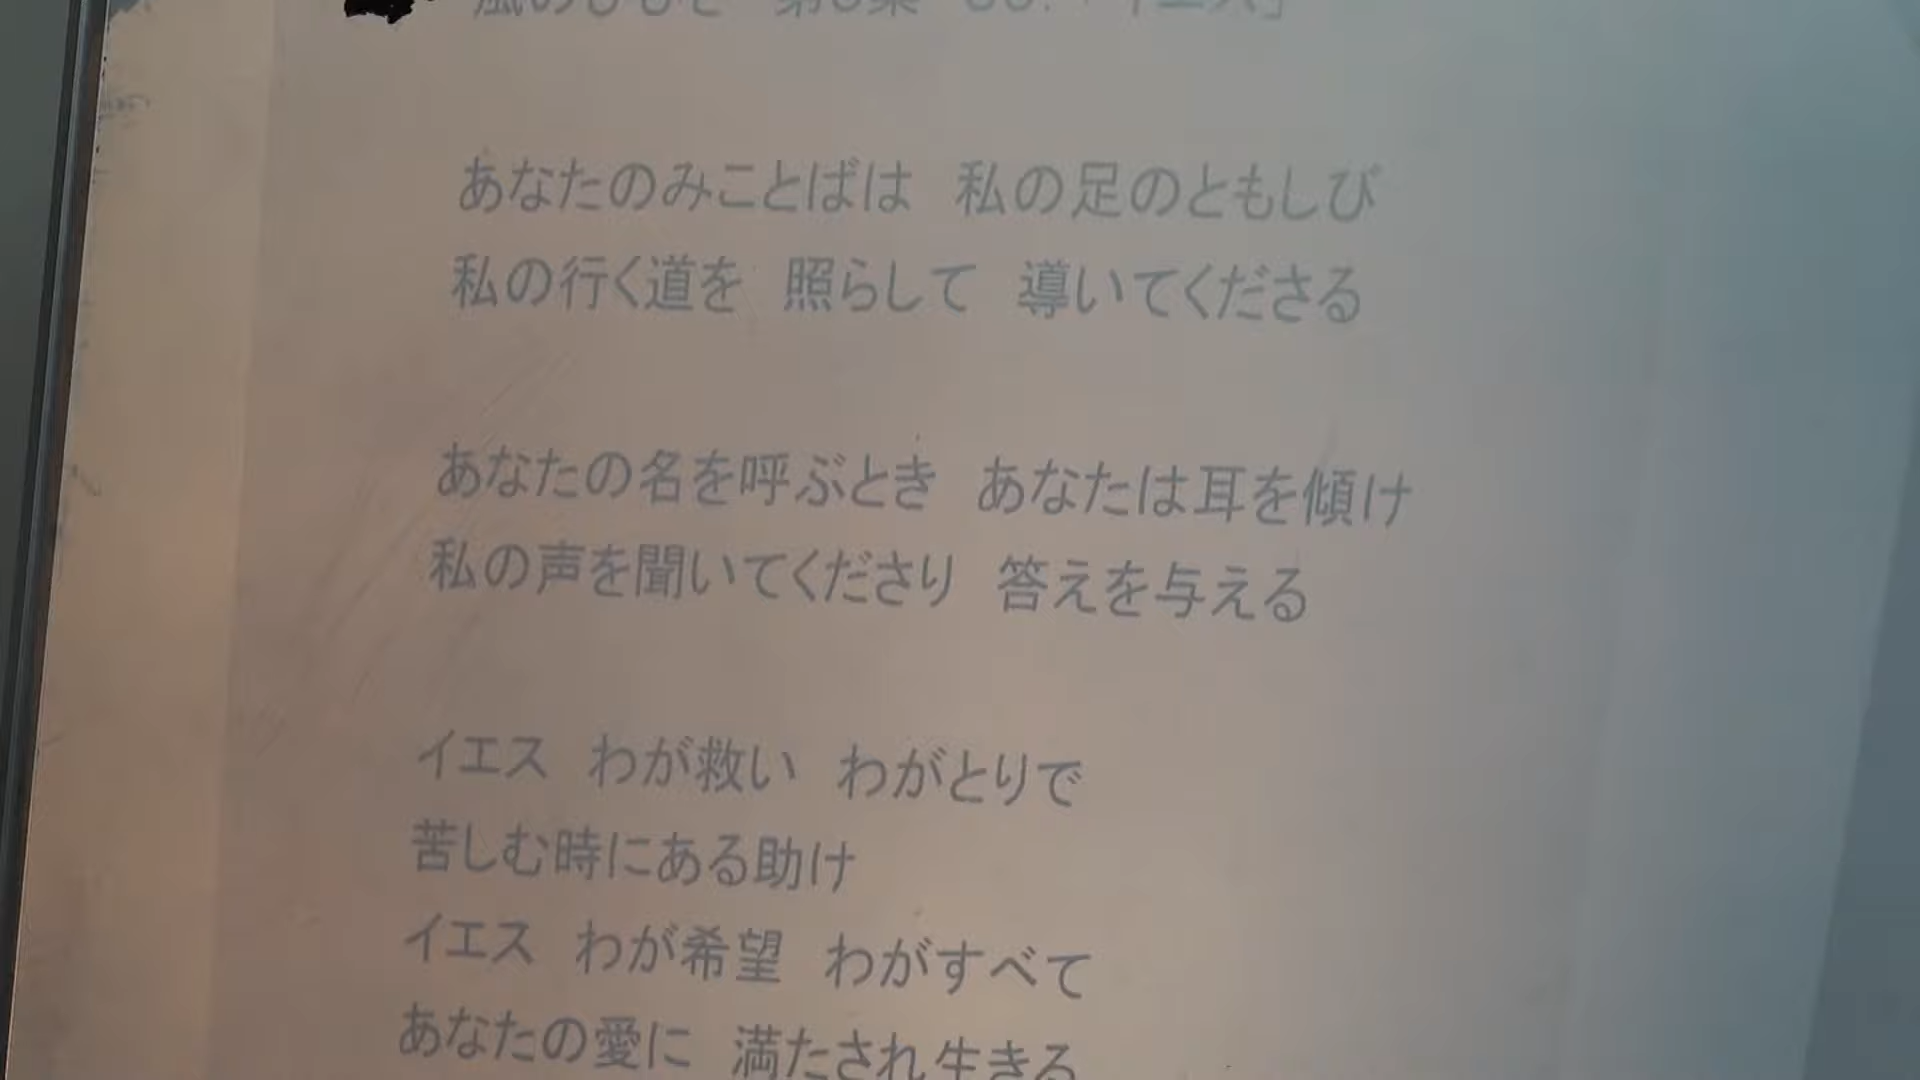 あなたのみことばは 私の足のともしび
私の行く道を 照らして 導いてくださる
あなたの名を呼ぶとき あなたは耳を傾け
私の声を聞いてくださり 答えを与える
イエス わが救い わがとりで
苦しむ時にある助け
イエス わが希望 わがすべて
あなたの愛に 満たされ生きる